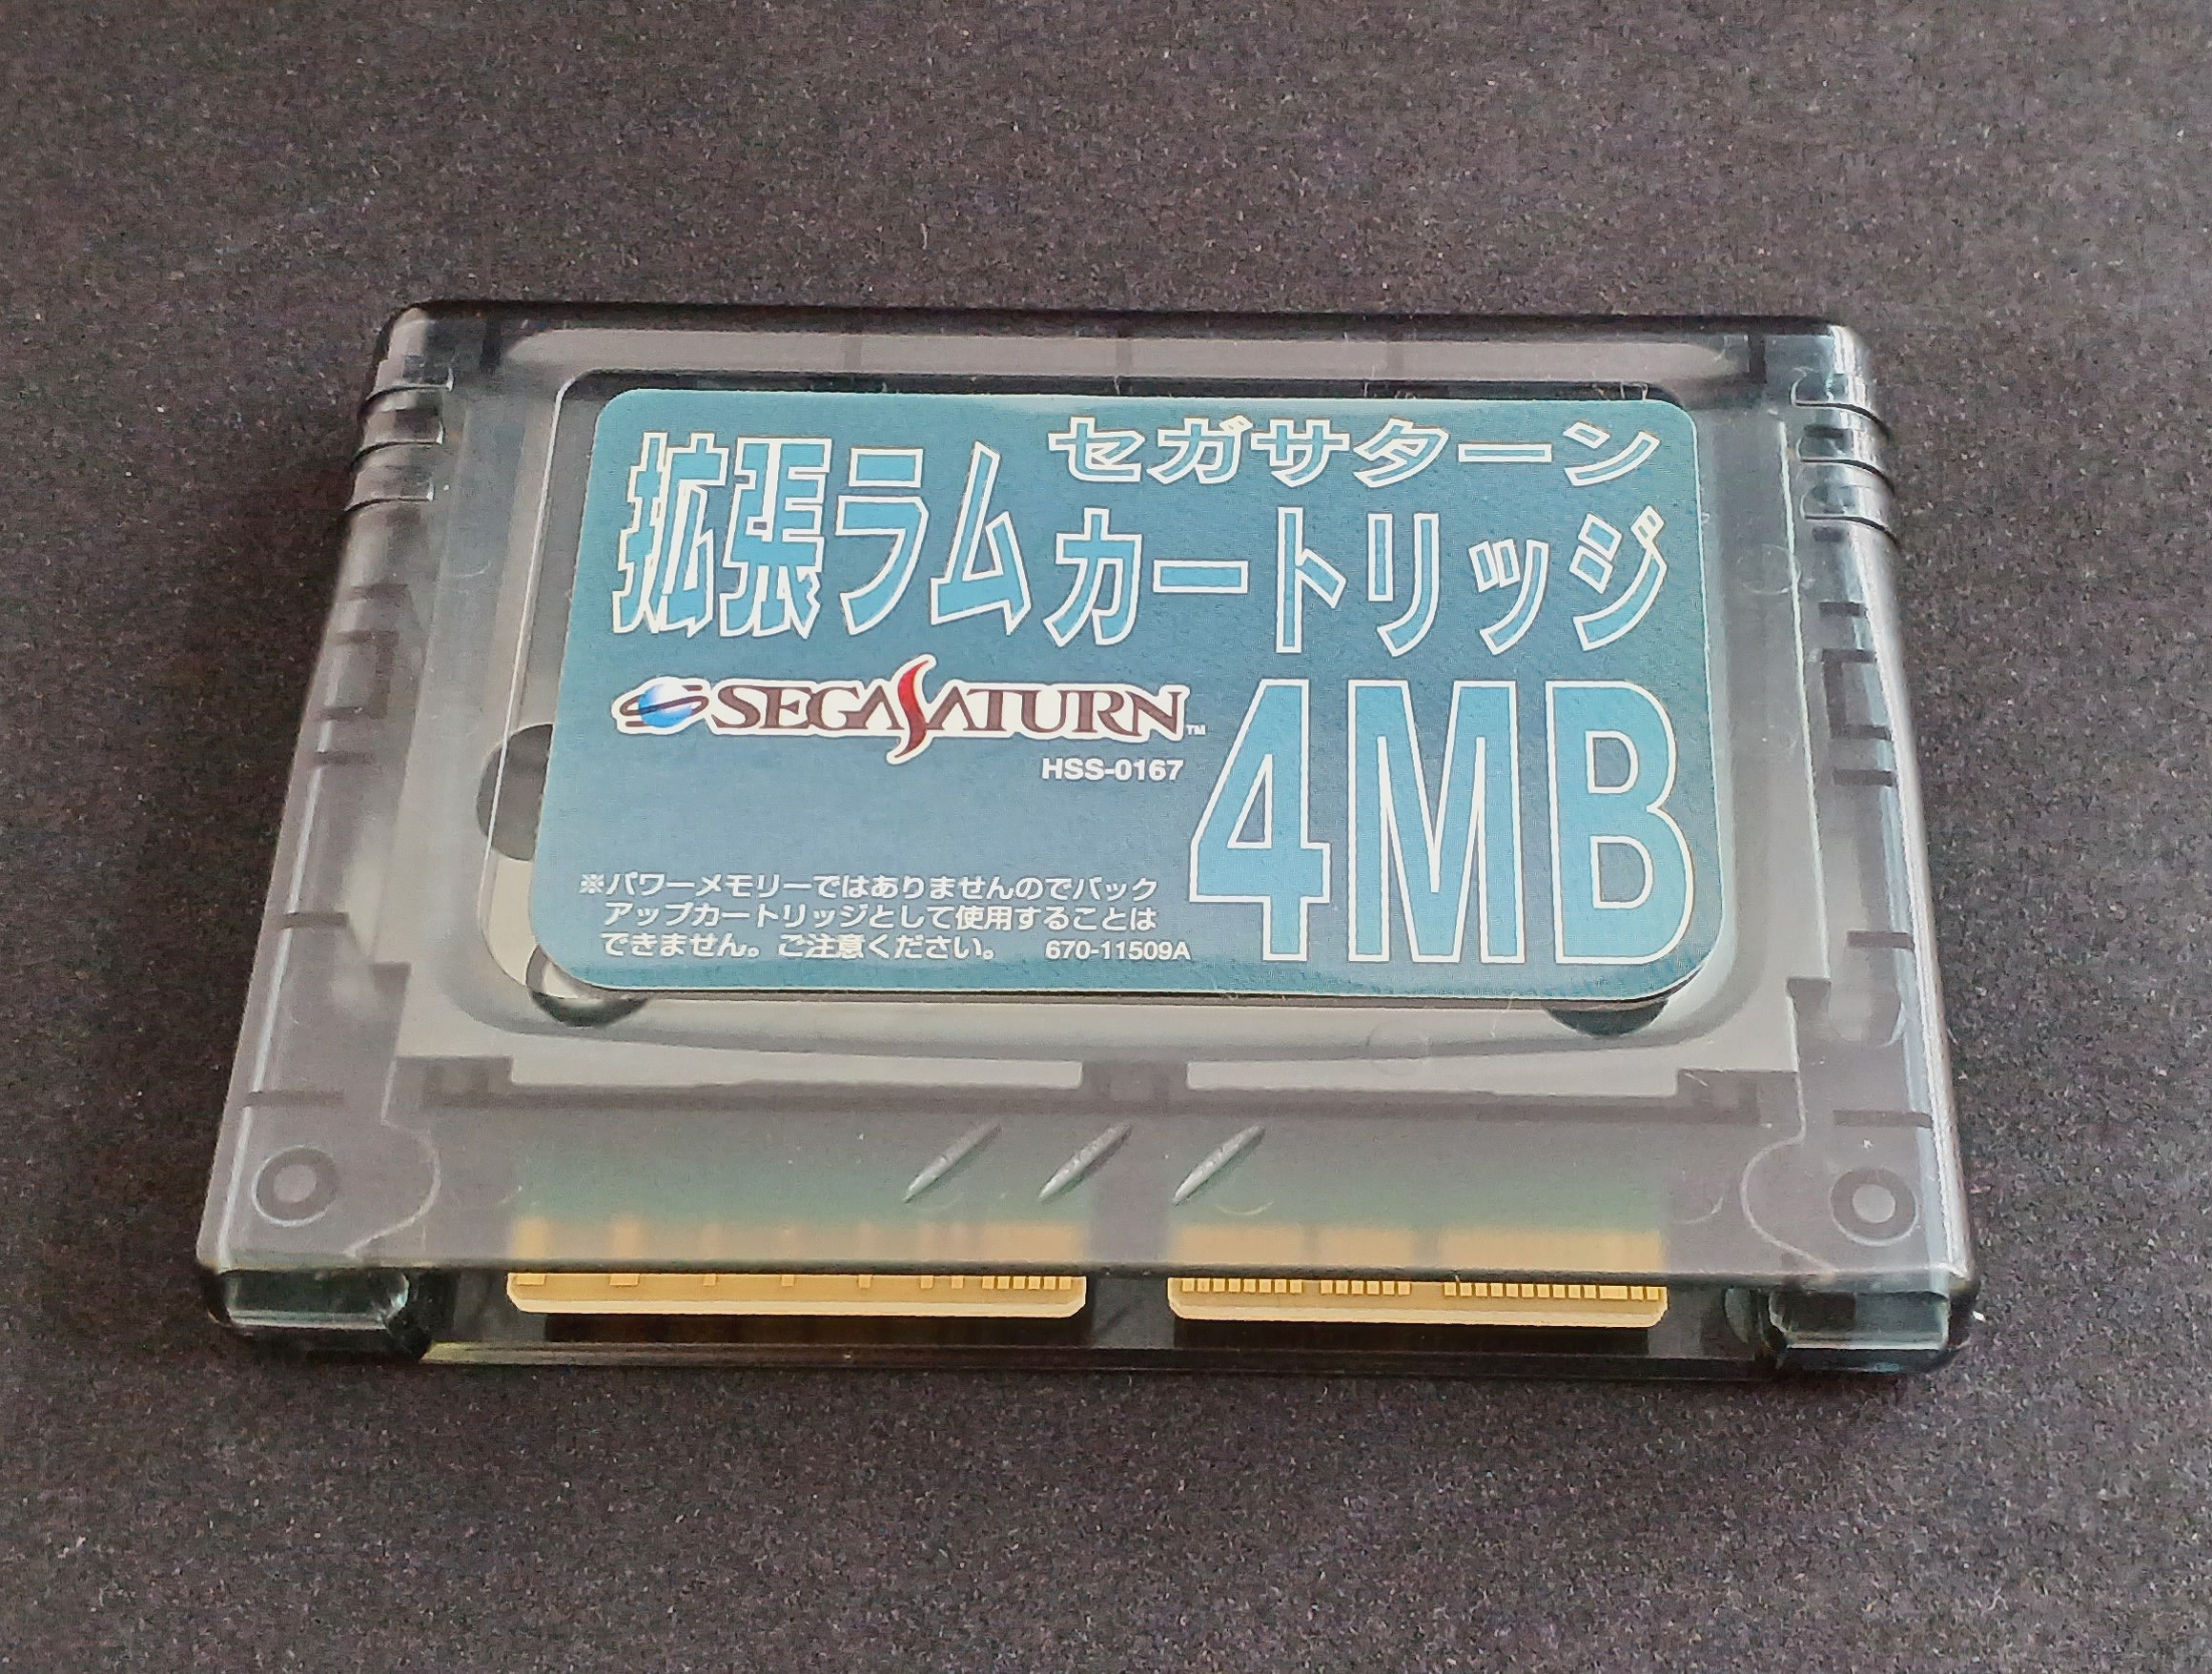 セガサターン
拡張ラムカートリッジ
SEGASATURN™
4MB
HSS-0167
※パワーメモリーではありませんのでバック
アップカートリッジとして使用することは
できません。ご注意ください。 670-11509A